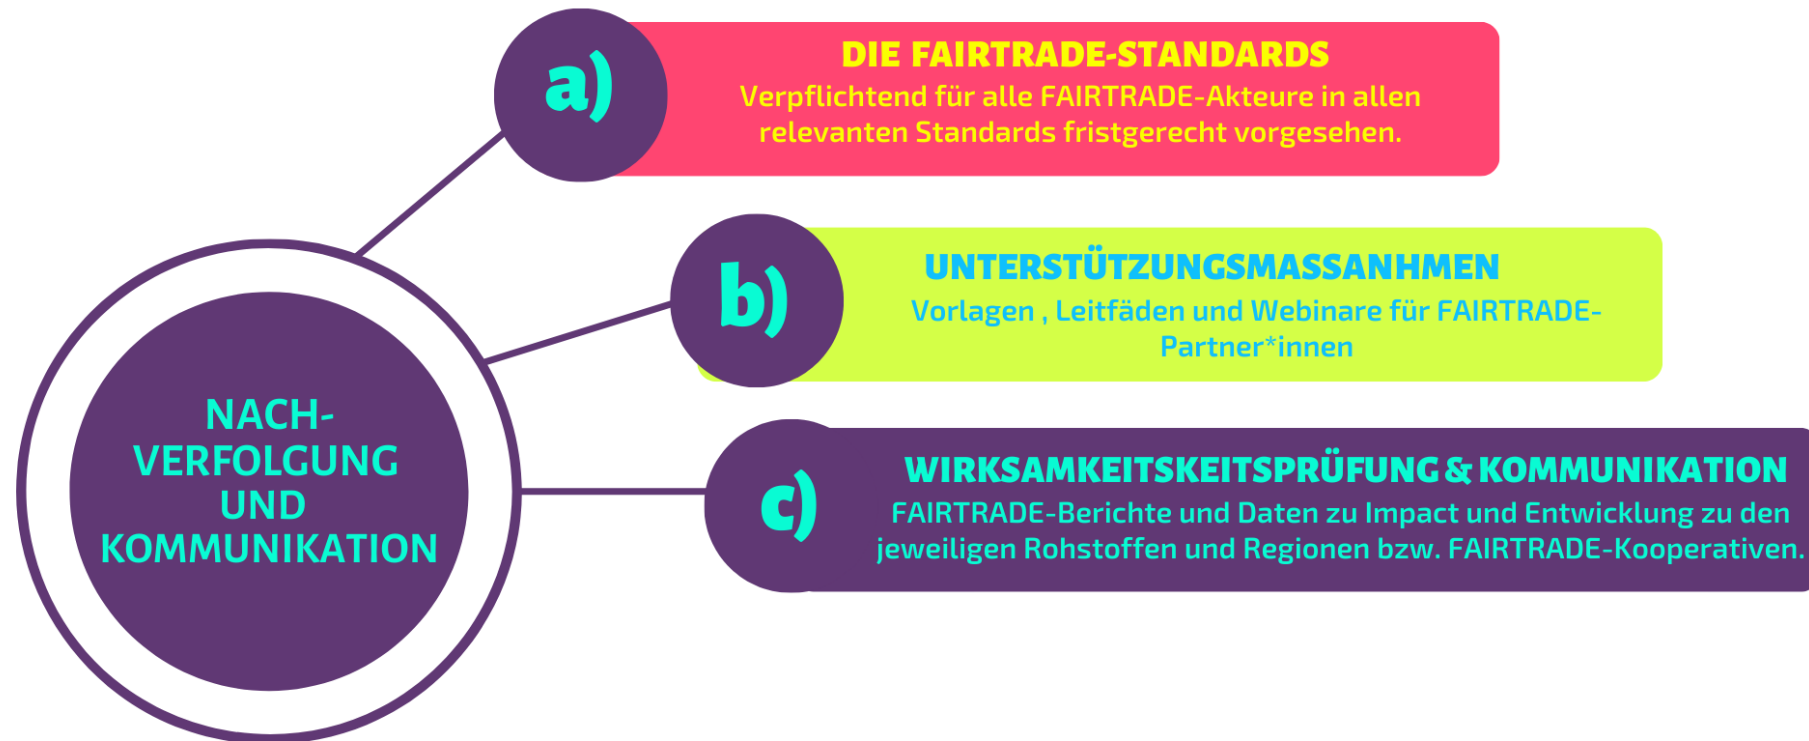 a)
DIE FAIRTRADE-STANDARDS
Verpflichtend für alle FAIRTRADE-Akteure in allen
relevanten Standards fristgerecht vorgesehen.
b)
UNTERSTÜTZUNGSMASSANHMEN
Vorlagen , Leitfäden und Webinare für FAIRTRADE-
Partner*innen
NACH-
VERFOLGUNG
UND
KOMMUNIKATION
c)
WIRKSAMKEITSKEITSPRÜFUNG & KOMMUNIKATION
FAIRTRADE-Berichte und Daten zu Impact und Entwicklung zu den
jeweiligen Rohstoffen und Regionen bzw. FAIRTRADE-Kooperativen.